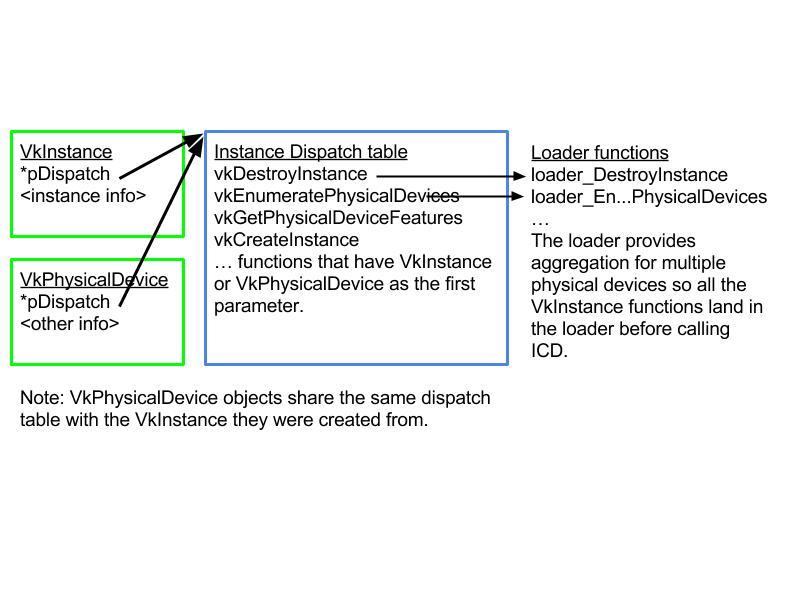 VkInstance
*pDispatch
<instance info>
VkPhysicalDevice
*pDispatch
<other info>
Instance Dispatch table
vkDestroyInstance
vkEnumeratePhysicalDevices
vkGetPhysicalDeviceFeatures
vkCreateInstance
… functions that have VkInstance
or VkPhysicalDevice as the first
parameter.
Loader functions
loader_DestroyInstance
loader_En...PhysicalDevices
…
The loader provides
aggregation for multiple
physical devices so all the
VkInstance functions land in
the loader before calling
ICD.
Note: VkPhysicalDevice objects share the same dispatch
table with the VkInstance they were created from.